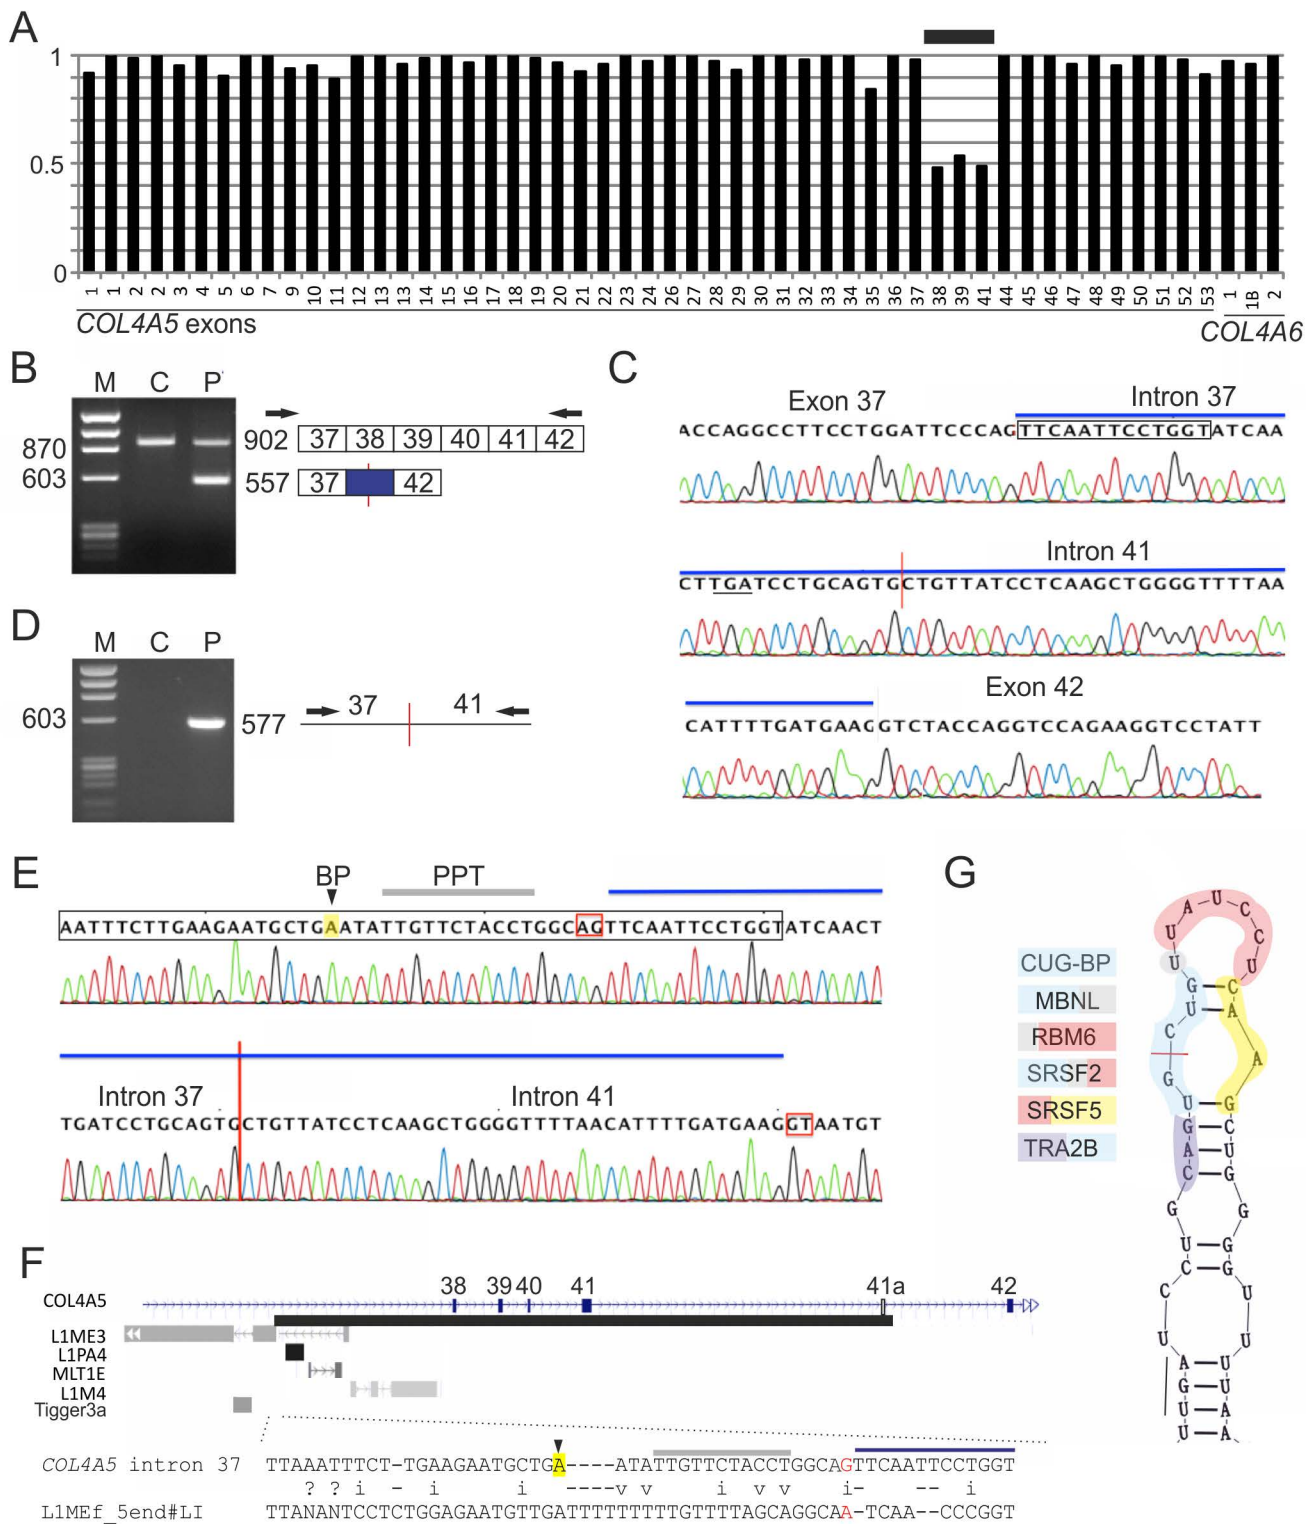 A
1
0.5
0
1 1 2 2 3 4 5 6 7 9 10 11 12 13 13 14 15 16 17 18 19 20 21 22 23 24 26 27 28 29 30 31 32 33 34 35 36 37 38 39 41 44 45 46 47 48 49 50 51 52 53 1 1B 2
COL4A5 exons
COL4A6
B
M C P
870
603
902 37 38 39 40 41 42
557 37 42
C
Exon 37 Intron 37
ACCAGGCCTTCCTGGATTCCCAGTTCAATTCCTGGTATCAA
Intron 41
CTTGATCCTGCAGTGCTGTTATCCTCAAGCTGGGGTTTTAA
Exon 42
CATTTTGATGAAGGTCTACCAGGTCCAGAAGGTCCTATT
D
M C P
603
577
37 41
E
BP PPT
AATTTCTTGAAGAATGCTGAATATTGTTCTACCTGGCAGTTCAATTCCTGGTATCAACT
Intron 37 Intron 41
TGATCCTGCAGTGCTGTTATCCTCAAGCTGGGGTTTTAACATTTTGATGAAGGTAATGT
F
38 39 40 41 41a 42
COL4A5
L1ME3
L1PA4
MLT1E
L1M4
Tigger3a
COL4A5 intron 37 TTAAATTTCT-TGAAGAATGCTGA----ATATTGTTCTACCTGGCAGTTCAATTCCTGGT
? ? i - i ----v v i v v i- -- i
L1MEf_5end#LI TTANANTCCTCTGGAGAATGTTGATTTTTTTTTGTTTTAGCAGGCAA-TCAA--CCCGGT
G
CUG-BP
MBNL
RBM6
SRSF2
SRSF5
TRA2B
U U A U C C C U
G C
U A
C A
G
U G
G C
A U
C G
G G
U G
C G
C U
U U
A U
G U
U A
U A